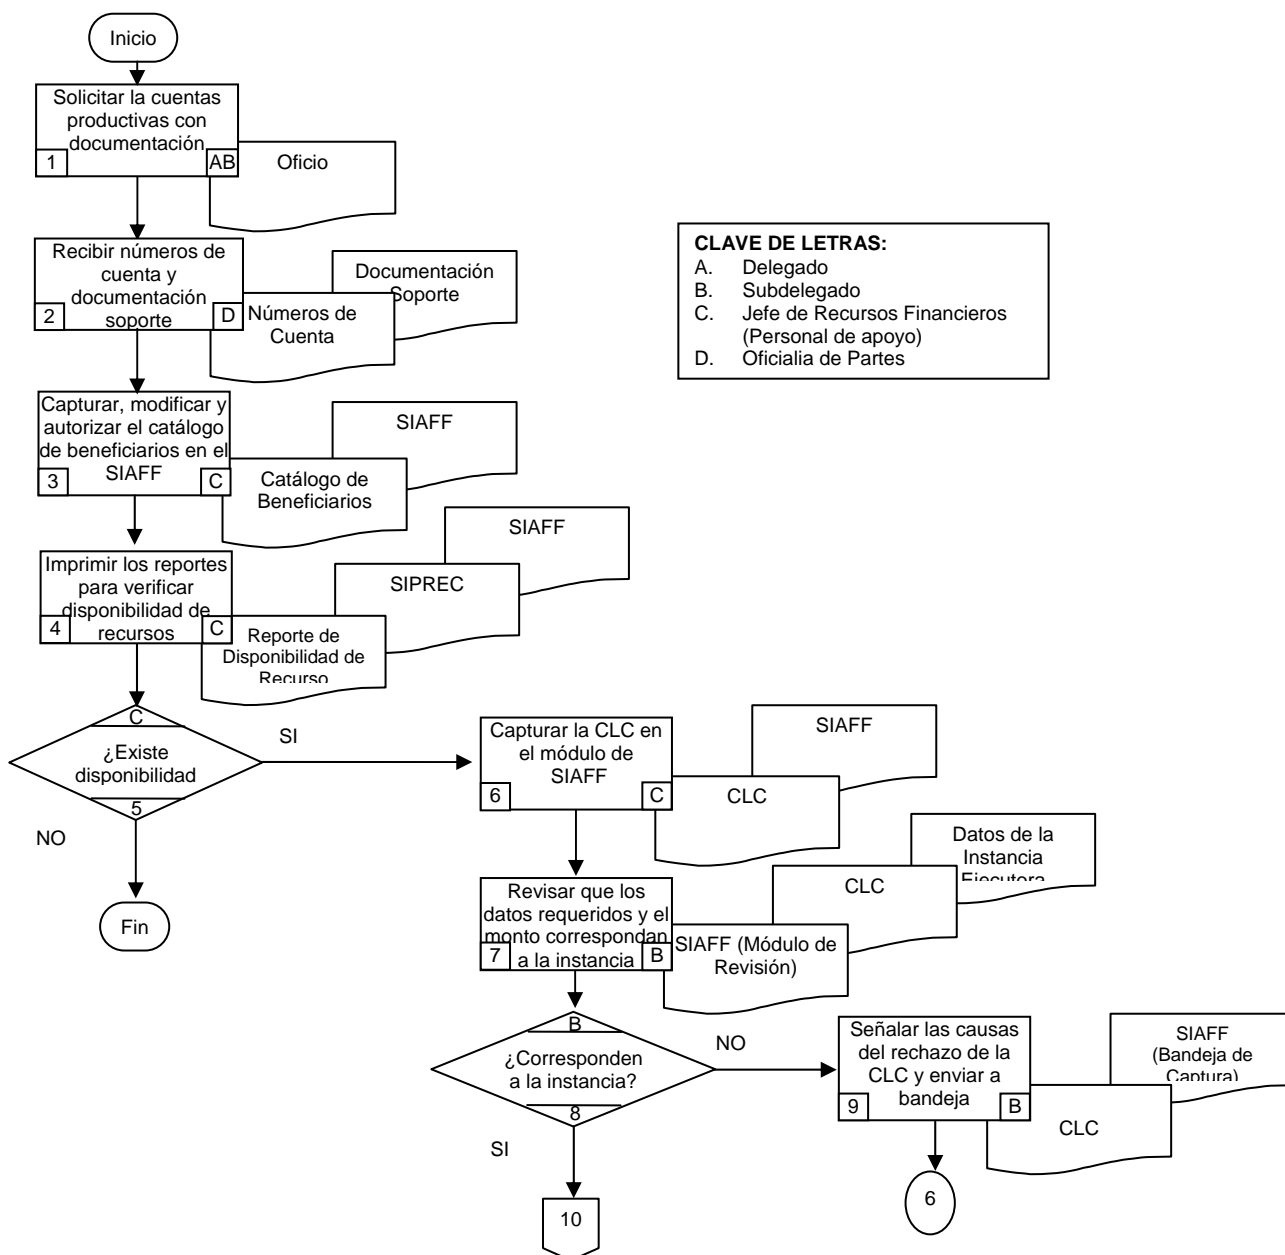 Inicio
Solicitar la cuentas
productivas con
documentación
1
AB
Oficio
Recibir números de
cuenta y
documentación
soporte
2
D
Números de
Cuenta
Documentación
Soporte
CLAVE DE LETRAS:
A. Delegado
B. Subdelegado
C. Jefe de Recursos Financieros
(Personal de apoyo)
D. Oficialia de Partes
Capturar, modificar y
autorizar el catálogo
de beneficiarios en el
SIAFF
3
C
Catálogo de
Beneficiarios
SIAFF
Imprimir los reportes
para verificar
disponibilidad de
recursos
4
C
Reporte de
Disponibilidad de
Recurso
SIPREC
SIAFF
C
¿Existe
disponibilidad
5
SI
NO
Fin
Capturar la CLC en
el módulo de
SIAFF
6
C
CLC
SIAFF
Revisar que los
datos requeridos y el
monto correspondan
a la instancia
7
B
SIAFF (Módulo de
Revisión)
CLC
Datos de la
Instancia
Ejecutora
B
¿Corresponden
a la instancia?
8
NO
SI
Señalar las causas
del rechazo de la
CLC y enviar a
bandeja
9
B
CLC
SIAFF
(Bandeja de
Captura)
6
10